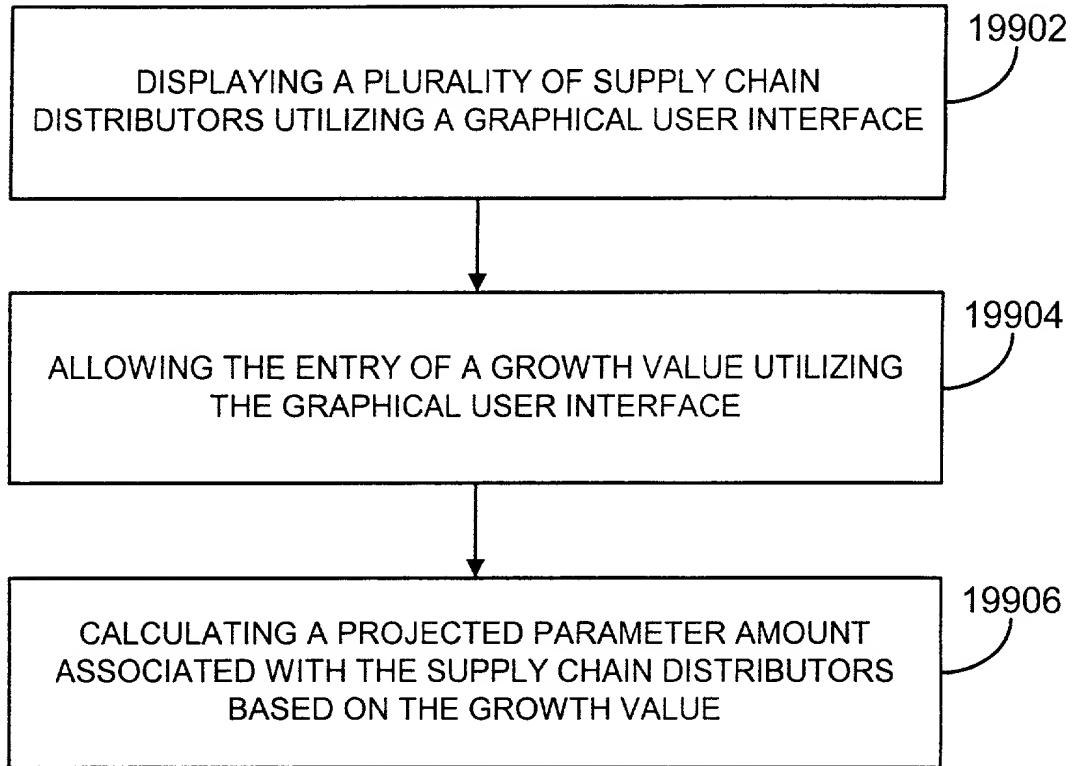 19902
DISPLAYING A PLURALITY OF SUPPLY CHAIN
DISTRIBUTORS UTILIZING A GRAPHICAL USER INTERFACE
19904
ALLOWING THE ENTRY OF A GROWTH VALUE UTILIZING
THE GRAPHICAL USER INTERFACE
19906
CALCULATING A PROJECTED PARAMETER AMOUNT
ASSOCIATED WITH THE SUPPLY CHAIN DISTRIBUTORS
BASED ON THE GROWTH VALUE